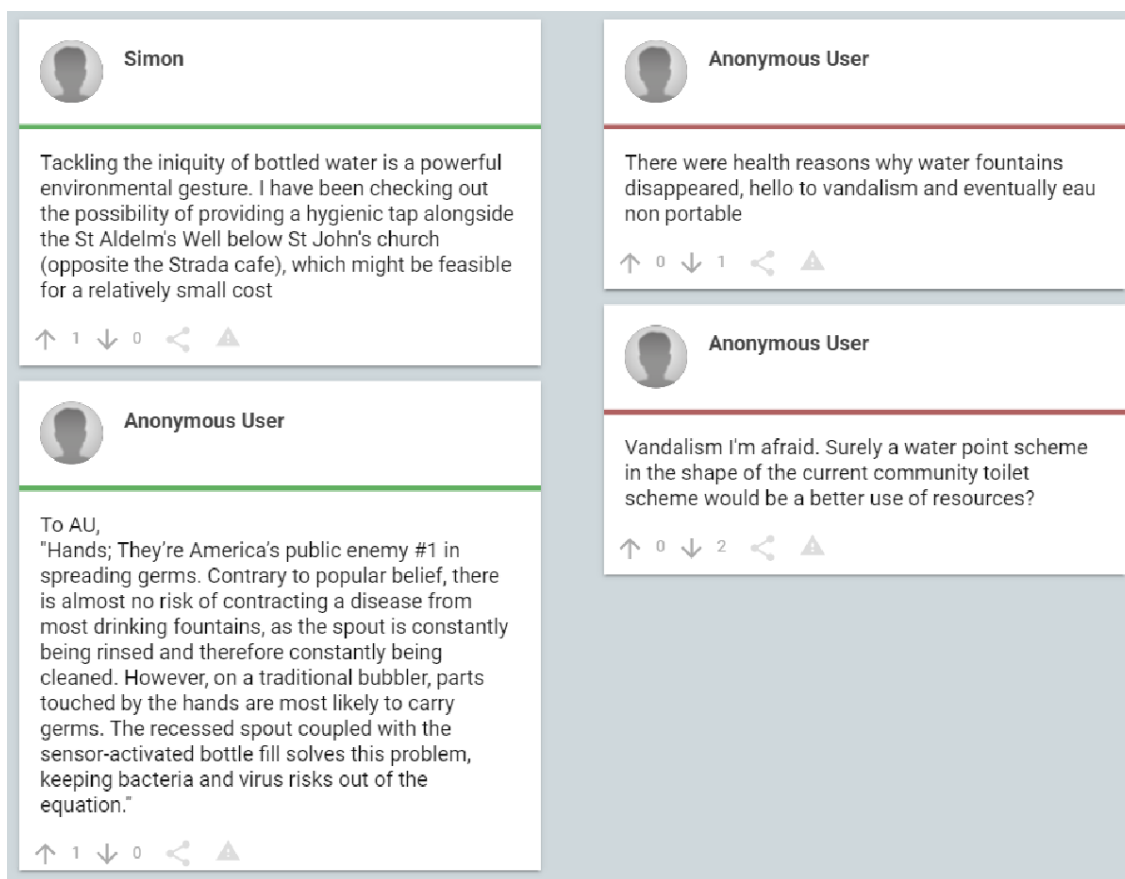 Simon
Tackling the iniquity of bottled water is a powerful
environmental gesture. I have been checking out
the possibility of providing a hygienic tap alongside
the St Aldelm's Well below St John's church
(opposite the Strada cafe), which might be feasible
for a relatively small cost
1 0
Anonymous User
To AU,
"Hands; They're America's public enemy #1 in
spreading germs. Contrary to popular belief, there
is almost no risk of contracting a disease from
most drinking fountains, as the spout is constantly
being rinsed and therefore constantly being
cleaned. However, on a traditional bubbler, parts
touched by the hands are most likely to carry
germs. The recessed spout coupled with the
sensor-activated bottle fill solves this problem,
keeping bacteria and virus risks out of the
equation."
1 0
Anonymous User
There were health reasons why water fountains
disappeared, hello to vandalism and eventually eau
non portable
0 1
Anonymous User
Vandalism I'm afraid. Surely a water point scheme
in the shape of the current community toilet
scheme would be a better use of resources?
0 2